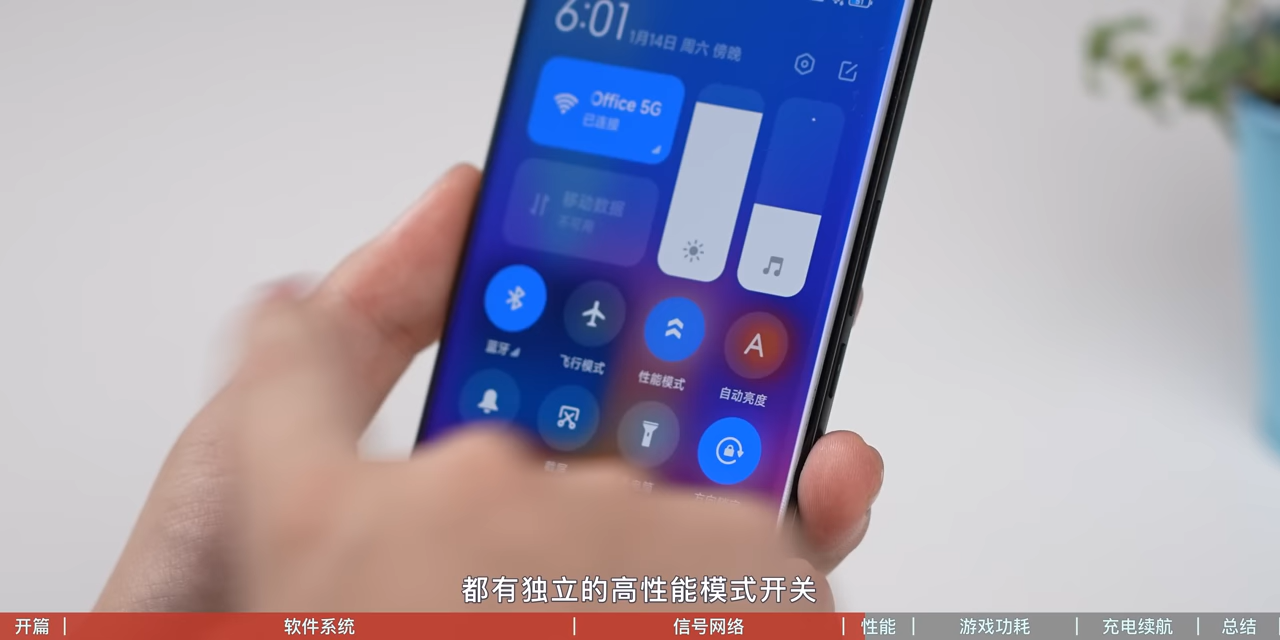 6:01
1月14日 周六 傍晚
Office 5G
已连接
移动数据
不可用
蓝牙
飞行模式
性能模式
A
自动亮度
都有独立的高性能模式开关
开篇 | 软件系统 | 信号网络 | 性能 | 游戏功耗 | 充电续航 | 总结